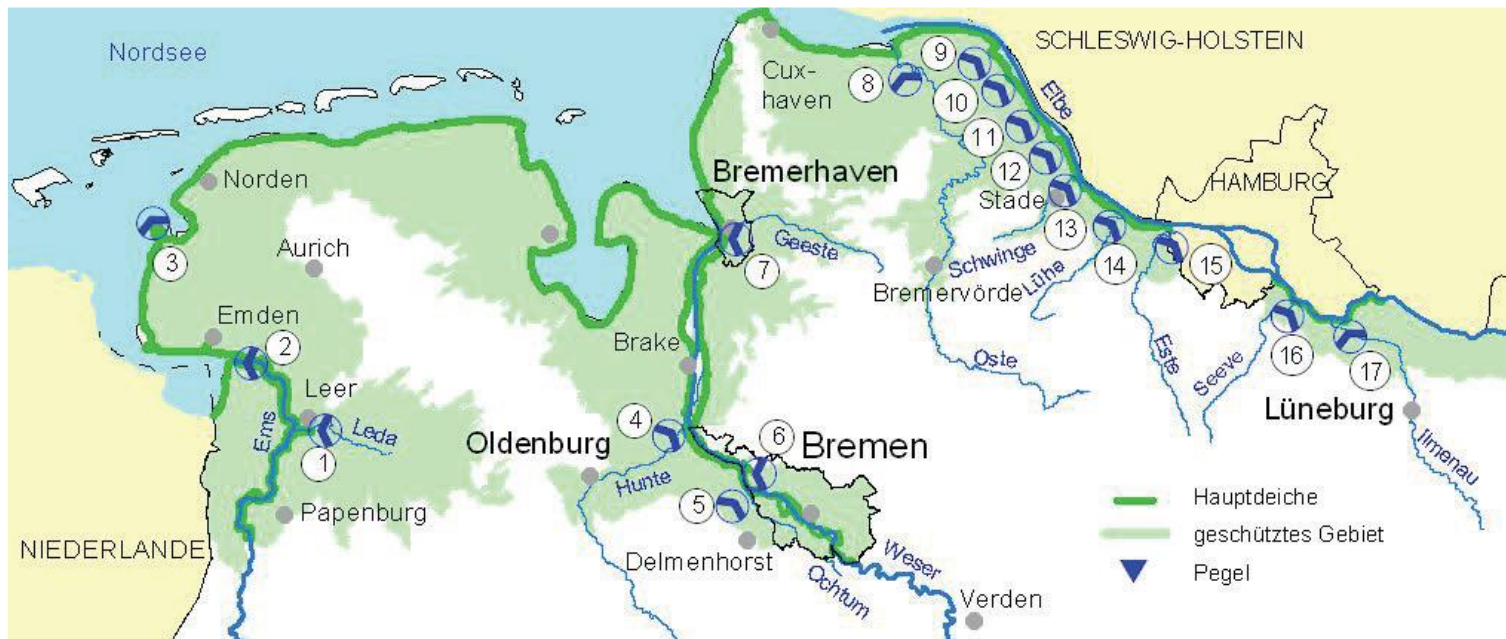 Nordsee
SCHLESWIG-HOLSTEIN
Cux-
haven
8
9
10
11
12
Elbe
Norden
Bremerhaven
HAMBURG
Stade
3
Aurich
7
Geeste
Schwinge
Lüha
13
14
15
Bremervörde
Emden
2
Brake
Leer
Ems
Leda
1
Oste
Este
Seeve
16
17
Lüneburg
Ilmenau
Oldenburg
4
Hunte
6
Bremen
5
Papenburg
NIEDERLANDE
Delmenhorst
Ochtum
Weser
Verden
Hauptdeiche
geschütztes Gebiet
Pegel